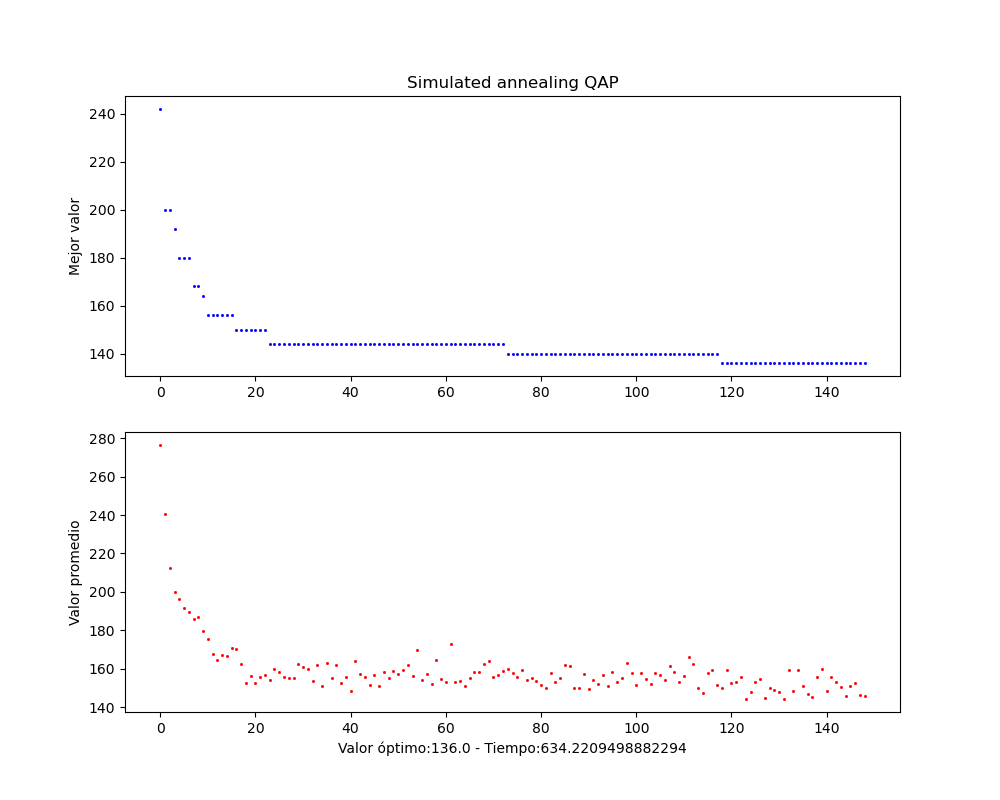 Simulated annealing QAP
Mejor valor
240
220
200
180
160
140
0 20 40 60 80 100 120 140
Valor promedio
280
260
240
220
200
180
160
140
0 20 40 60 80 100 120 140
Valor óptimo:136.0 - Tiempo:634.2209498882294